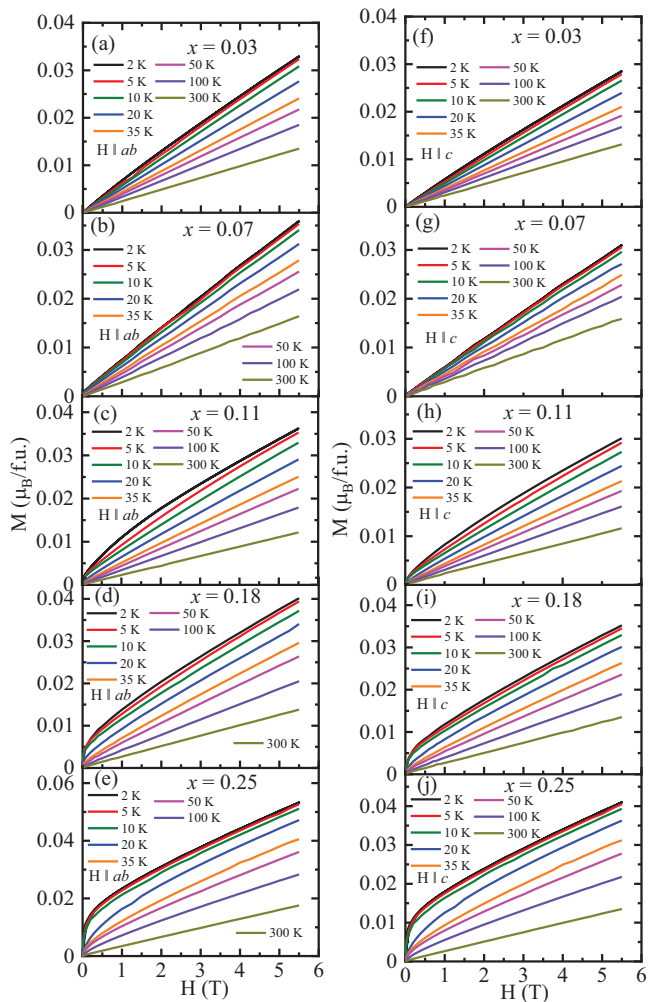 (a) x = 0.03
2 K 50 K
5 K 100 K
10 K 300 K
20 K
35 K
H ∥ ab
0.04
0.03
0.02
0.01
0
(f) x = 0.03
2 K 50 K
5 K 100 K
10 K 300 K
20 K
35 K
H ∥ c
0.04
0.03
0.02
0.01
0
(b) x = 0.07
2 K
5 K
10 K
20 K
35 K
H ∥ ab
50 K
100 K
300 K
0.03
0.02
0.01
0
(g) x = 0.07
2 K 50 K
5 K 100 K
10 K 300 K
20 K
35 K
H ∥ c
0.03
0.02
0.01
0
(c) x = 0.11
2 K 50 K
5 K 100 K
10 K 300 K
20 K
35 K
H ∥ ab
0.04
0.03
0.02
0.01
0
M (μB/f.u.)
(h) x = 0.11
2 K 50 K
5 K 100 K
10 K 300 K
20 K
35 K
H ∥ c
0.03
0.02
0.01
0
M (μB/f.u.)
(d) x = 0.18
2 K 50 K
5 K 100 K
10 K
20 K
35 K
H ∥ ab
300 K
0.04
0.03
0.02
0.01
0
(i) x = 0.18
2 K 50 K
5 K 100 K
10 K 300 K
20 K
35 K
H ∥ c
0.04
0.03
0.02
0.01
0
(e) x = 0.25
2 K 50 K
5 K 100 K
10 K
20 K
35 K
H ∥ ab
300 K
0.06
0.04
0.02
0
0 1 2 3 4 5 6
H (T)
(j) x = 0.25
2 K 50 K
5 K 100 K
10 K 300 K
20 K
35 K
H ∥ c
0.04
0.03
0.02
0.01
0
0 1 2 3 4 5 6
H (T)